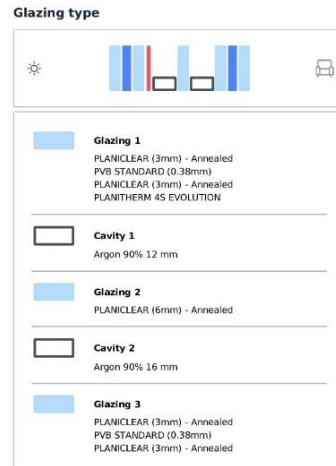 Glazing type
Glazing 1
PLANICLEAR (3mm) - Annealed
PVB STANDARD (0.38mm)
PLANICLEAR (3mm) - Annealed
PLANITHERM 4S EVOLUTION
Cavity 1
Argon 90% 12 mm
Glazing 2
PLANICLEAR (6mm) - Annealed
Cavity 2
Argon 90% 16 mm
Glazing 3
PLANICLEAR (3mm) - Annealed
PVB STANDARD (0.38mm)
PLANICLEAR (3mm) - Annealed